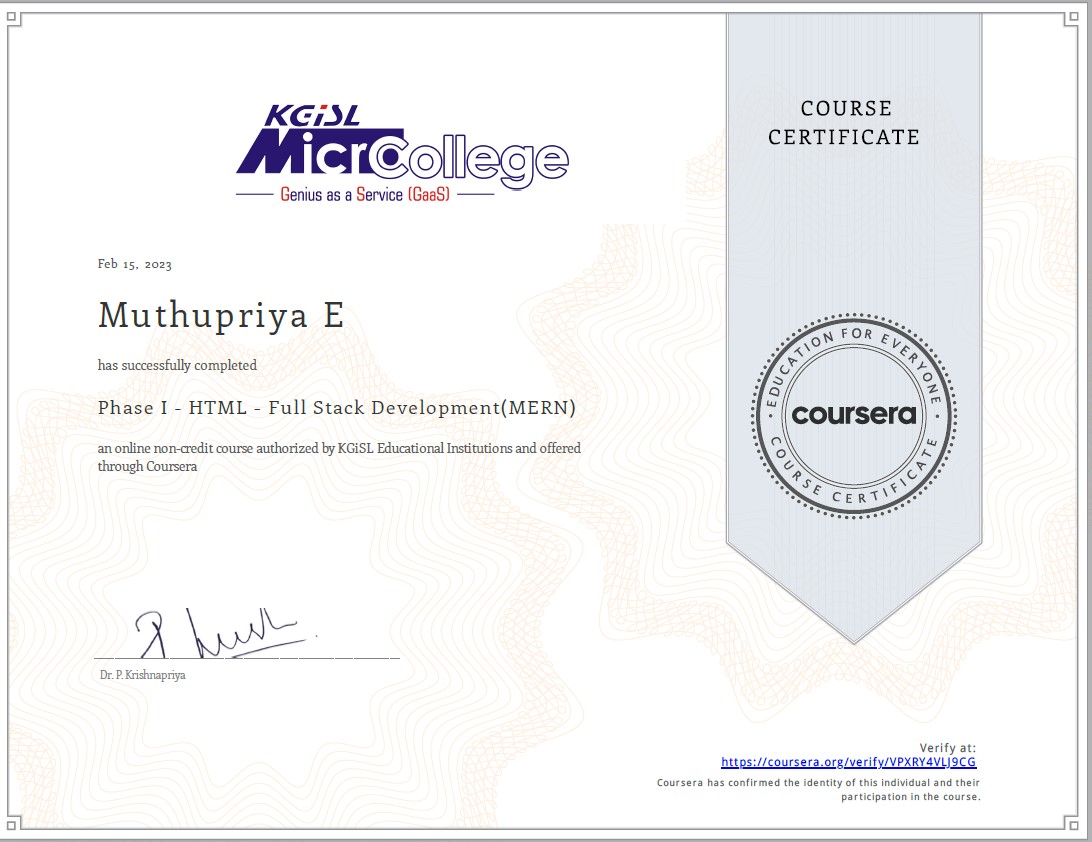 KGiSL
MicroCollege
Genius as a Service (GaaS)
COURSE
CERTIFICATE
Feb 15, 2023
Muthupriya E
has successfully completed
Phase I - HTML - Full Stack Development(MERN)
an online non-credit course authorized by KGiSL Educational Institutions and offered
through Coursera
EDUCATION FOR EVERYONE
coursera
COURSE CERTIFICATE
Dr. P. Krishnapriya
Verify at:
https://coursera.org/verify/VPXRY4VLJ9CG
Coursera has confirmed the identity of this individual and their
participation in the course.